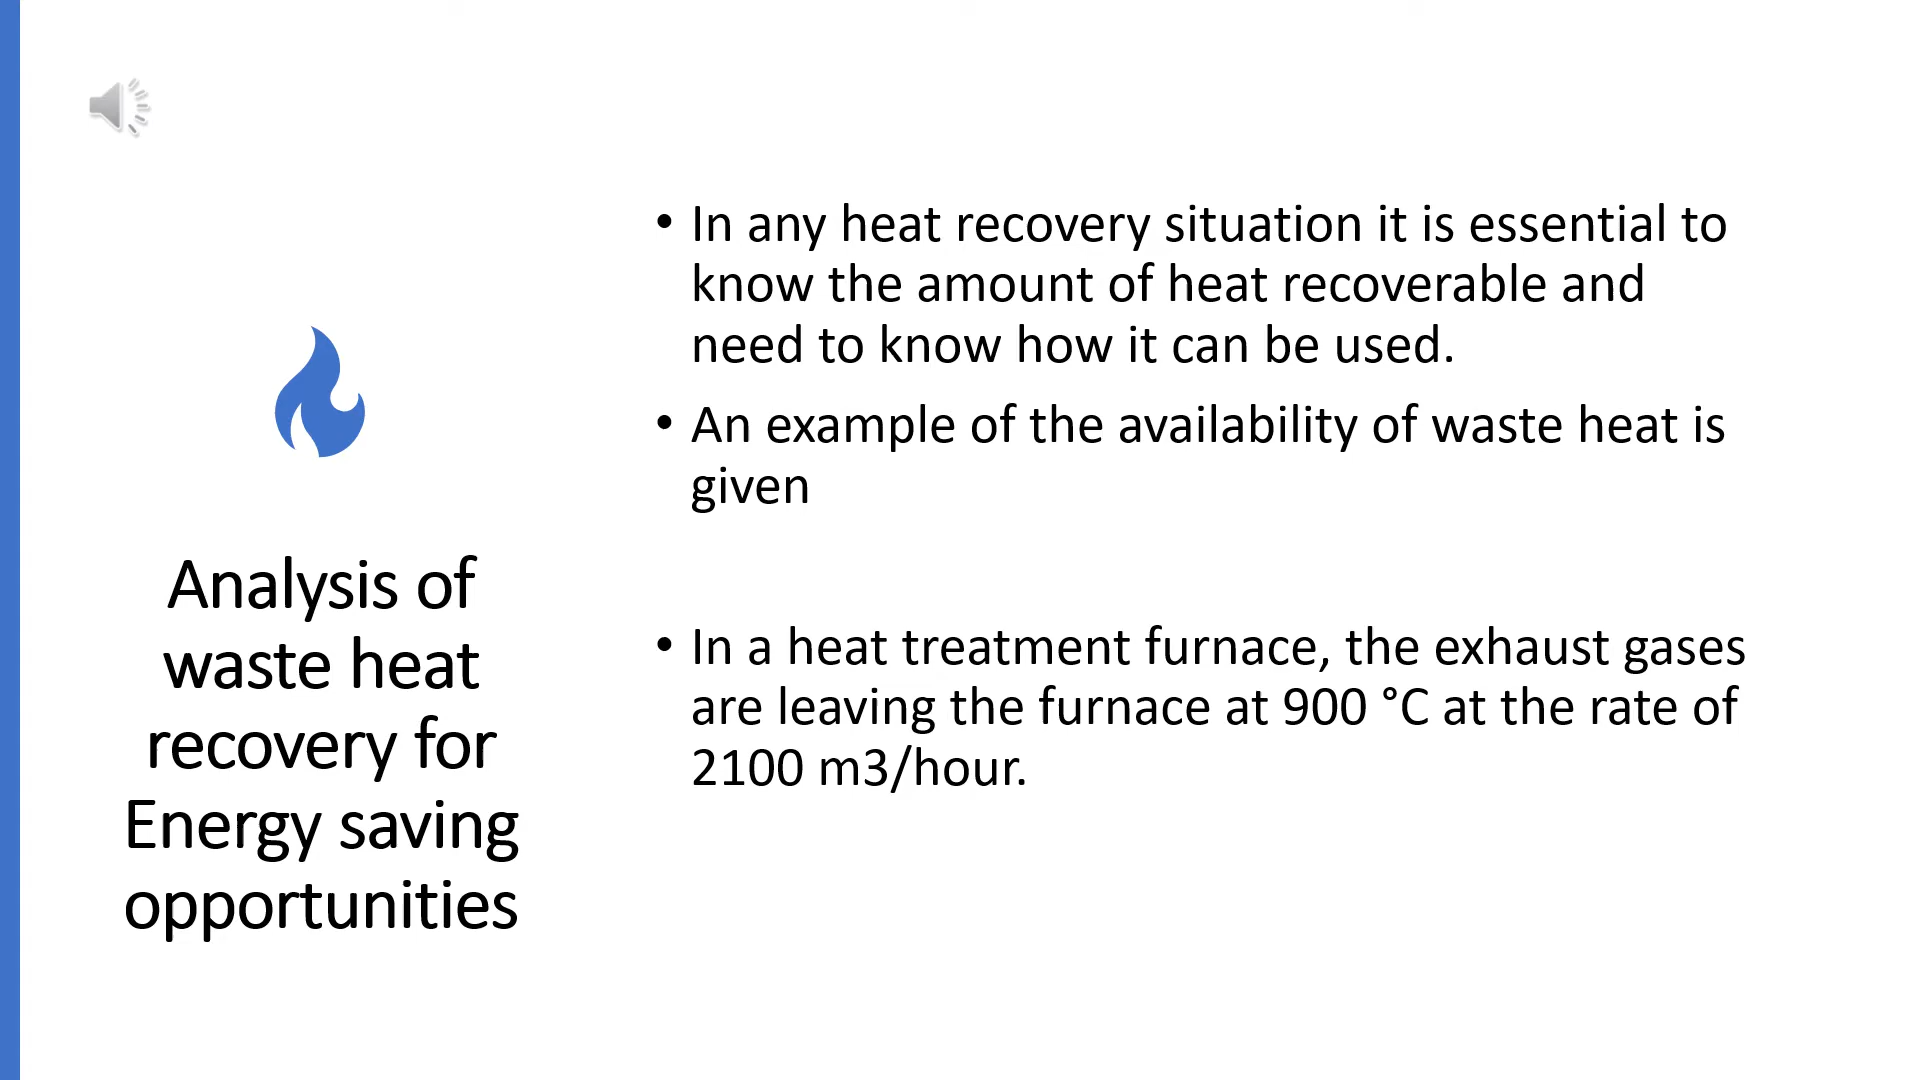 Analysis of
waste heat
recovery for
Energy saving
opportunities
• In any heat recovery situation it is essential to
know the amount of heat recoverable and
need to know how it can be used.
• An example of the availability of waste heat is
given
• In a heat treatment furnace, the exhaust gases
are leaving the furnace at 900 °C at the rate of
2100 m3/hour.